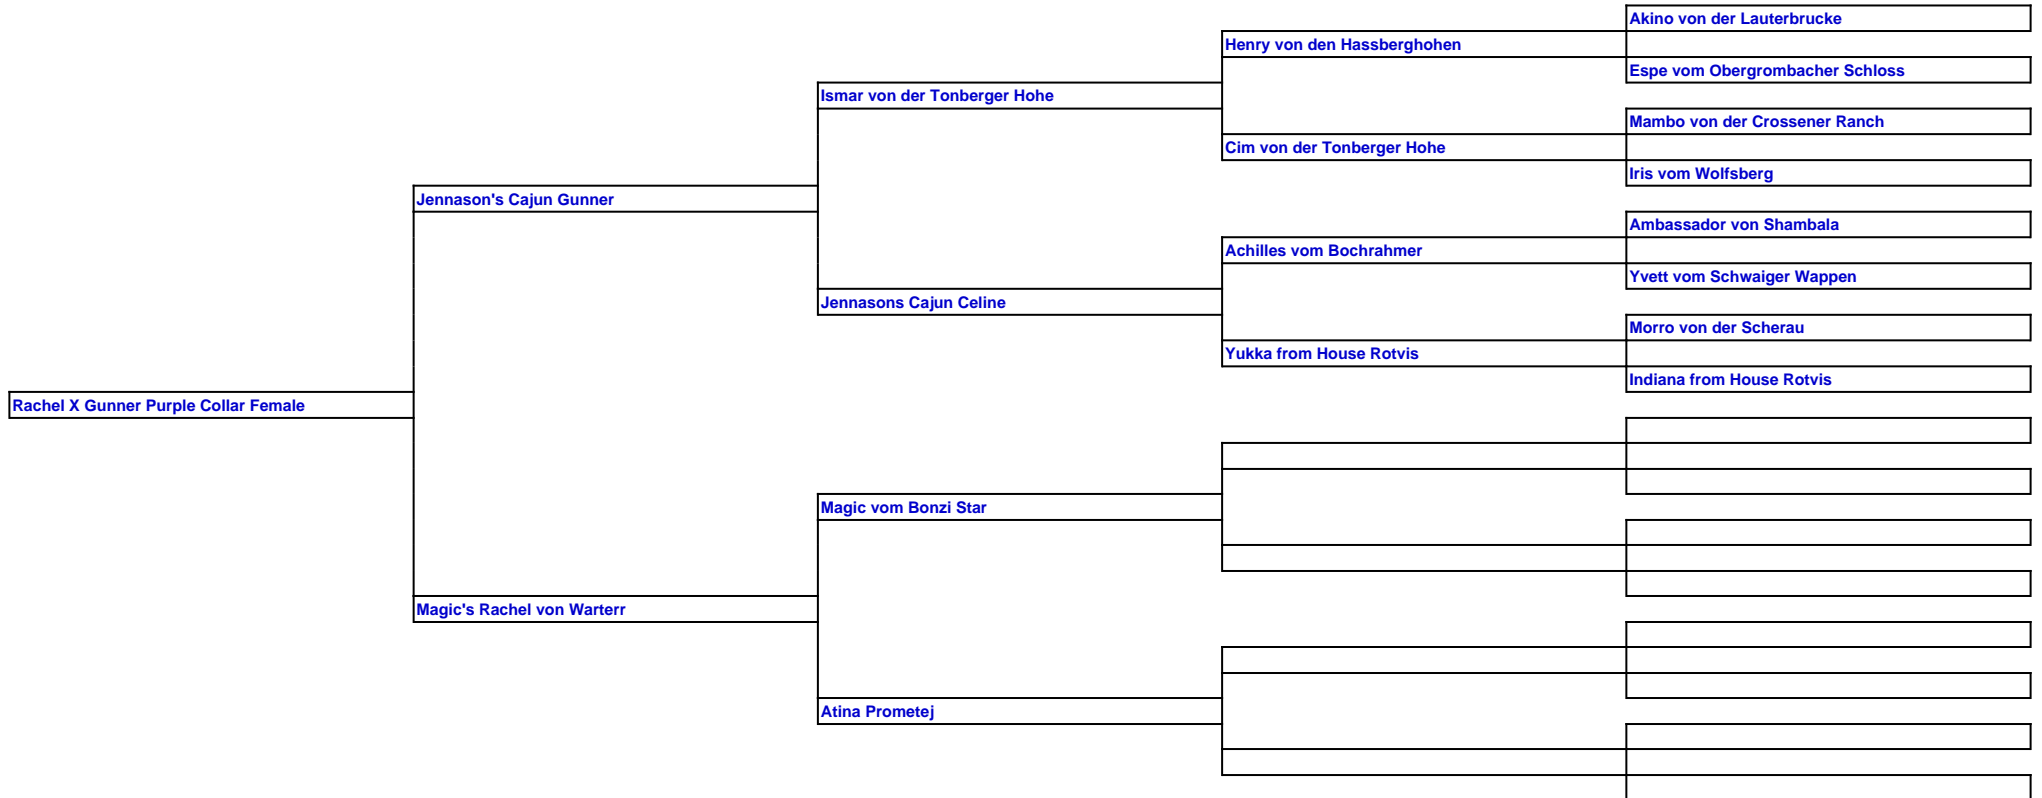 Akino von der Lauterbrucke
Henry von den Hassberghohen
Espe vom Obergrombacher Schloss
Ismar von der Tonberger Hohe
Mambo von der Crossener Ranch
Cim von der Tonberger Hohe
Iris vom Wolfsberg
Jennason's Cajun Gunner
Ambassador von Shambala
Achilles vom Bochrahmer
Yvett vom Schwaiger Wappen
Jennasons Cajun Celine
Morro von der Scherau
Yukka from House Rotvis
Indiana from House Rotvis
Rachel X Gunner Purple Collar Female
Magic vom Bonzi Star
Magic's Rachel von Warterr
Atina Prometej